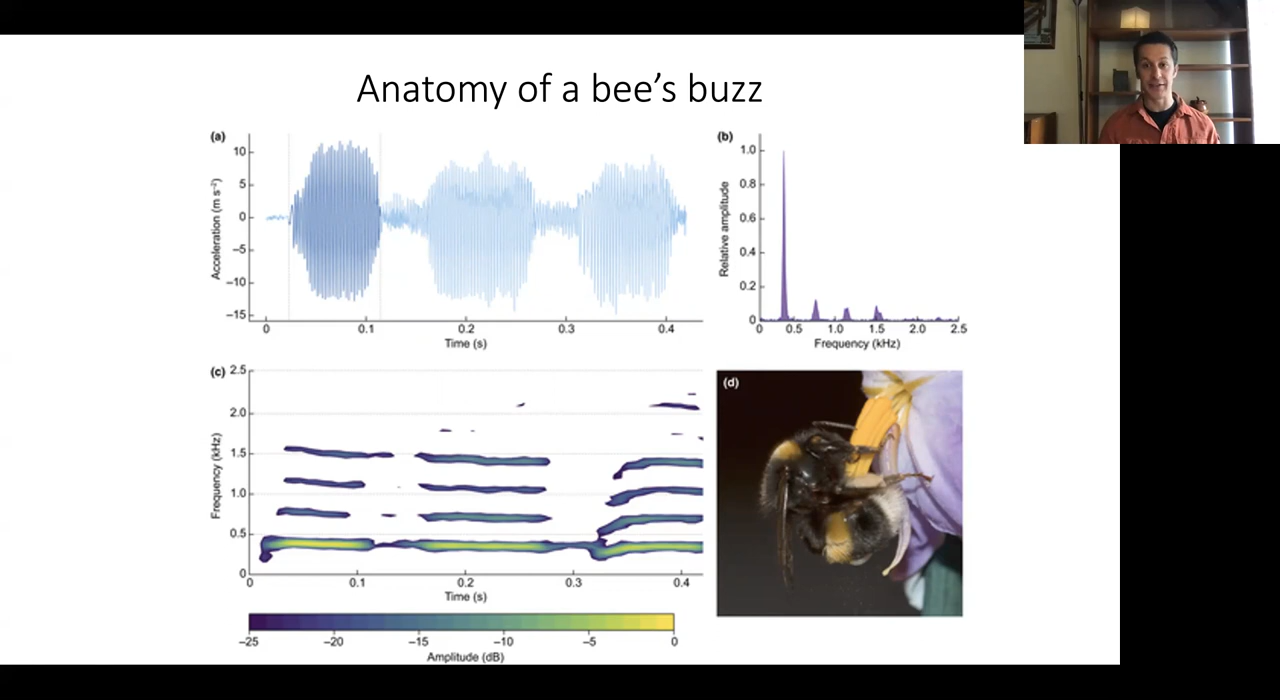 Anatomy of a bee’s buzz
(a)
10
5
0
−5
−10
−15
Acceleration (m s⁻²)
0 0.1 0.2 0.3 0.4
Time (s)
(b)
1.0
0.8
0.6
0.4
0.2
0
Relative amplitude
0 0.5 1.0 1.5 2.0 2.5
Frequency (kHz)
(c)
2.5
2.0
1.5
1.0
0.5
0
Frequency (kHz)
0 0.1 0.2 0.3 0.4
Time (s)
−25 −20 −15 −10 −5 0
Amplitude (dB)
(d)